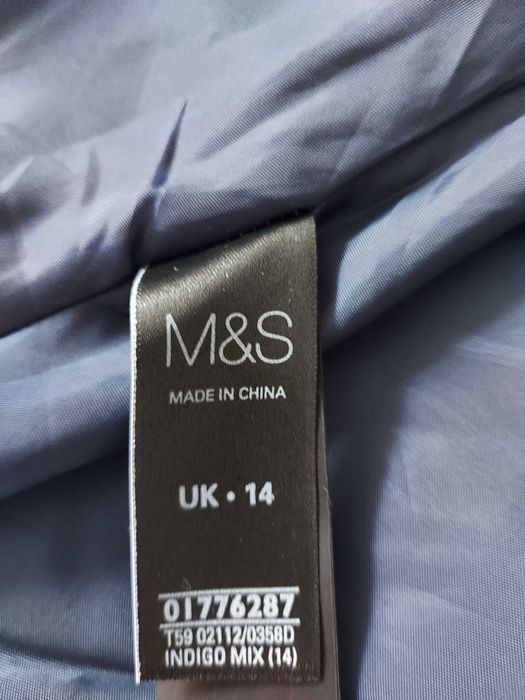 M&S
MADE IN CHINA
UK • 14
01776287
T59 02112/0358D
INDIGO MIX (14)